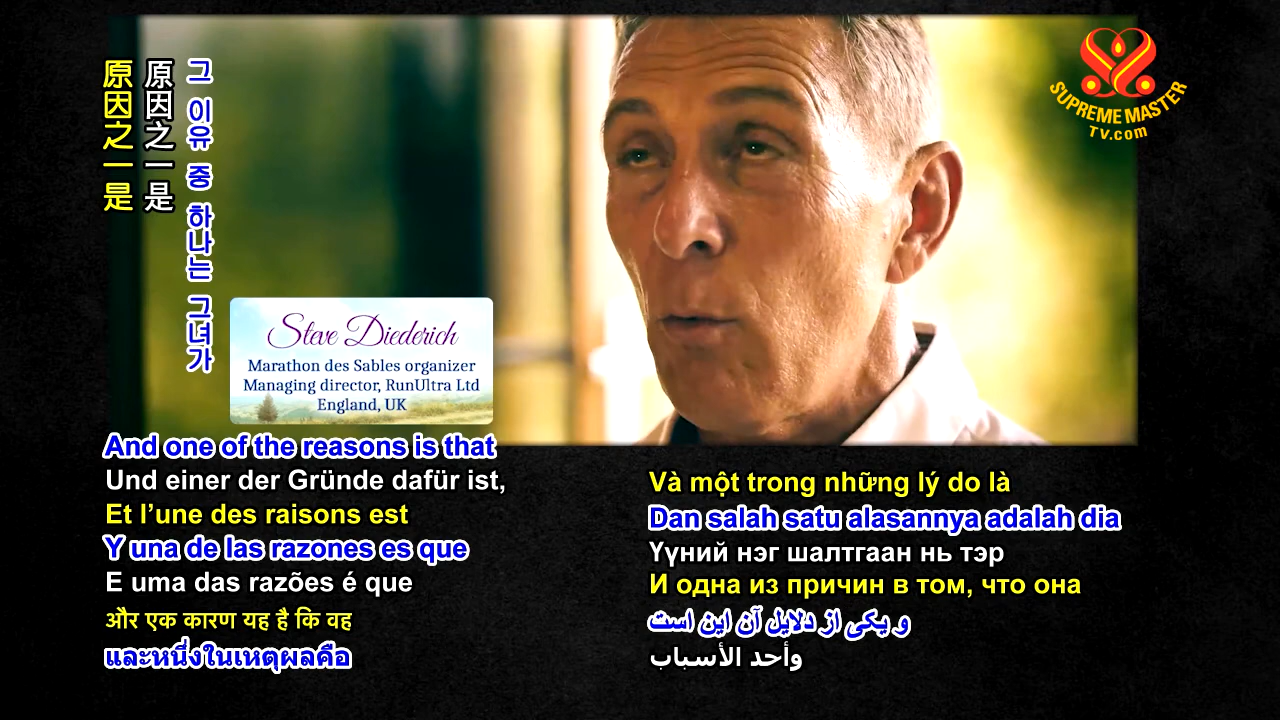 原因之一是
原因之一是
그 이유 중 하나는 그녀가
SUPREME MASTER
TV.com
Steve Diederich
Marathon des Sables organizer
Managing director, RunUltra Ltd
England, UK
And one of the reasons is that
Und einer der Gründe dafür ist,
Et l’une des raisons est
Y una de las razones es que
E uma das razões é que
और एक कारण यह है कि वह
และหนึ่งในเหตุผลคือ
Và một trong những lý do là
Dan salah satu alasannya adalah dia
Үүний нэг шалтгаан нь тэр
И одна из причин в том, что она
و یکی از دلایل آن این است
وأحد الأسباب